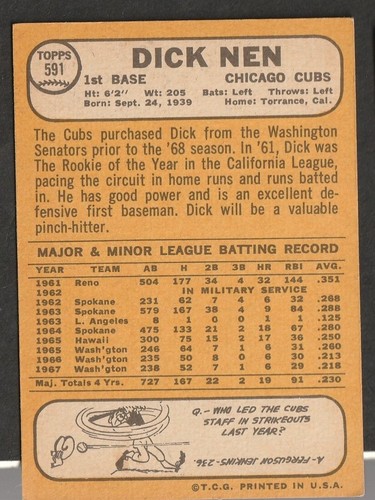 TOPPS
591
DICK NEN
1st BASE CHICAGO CUBS
Ht: 6'2" Wt: 205 Bats: Left Throws: Left
Born: Sept. 24, 1939 Home: Torrance, Cal.
The Cubs purchased Dick from the Washington
Senators prior to the '68 season. In '61, Dick was
The Rookie of the Year in the California League,
pacing the circuit in home runs and runs batted
in. He has good power and is an excellent de-
fensive first baseman. Dick will be a valuable
pinch-hitter.
MAJOR & MINOR LEAGUE BATTING RECORD
YEAR TEAM AB H 2B 3B HR RBI AVG.
1961 Reno 504 177 34 4 32 144 .351
1962 IN MILITARY SERVICE
1962 Spokane 231 62 7 4 6 32 .268
1963 Spokane 579 167 38 4 9 84 .288
1963 L. Angeles 8 1 0 0 1 1 .125
1964 Spokane 475 133 21 2 18 67 .280
1965 Hawaii 300 75 15 2 17 36 .250
1965 Wash'gton 246 64 7 1 6 31 .260
1966 Wash'gton 235 50 8 0 6 30 .213
1967 Wash'gton 238 52 7 1 6 29 .218
Maj. Totals 4 Yrs. 727 167 22 2 19 91 .230
Q.-WHO LED THE CUBS
STAFF IN STRIKEOUTS
LAST YEAR?
A-FERGUSON JENKINS-236.
©T.C.G. PRINTED IN U.S.A.